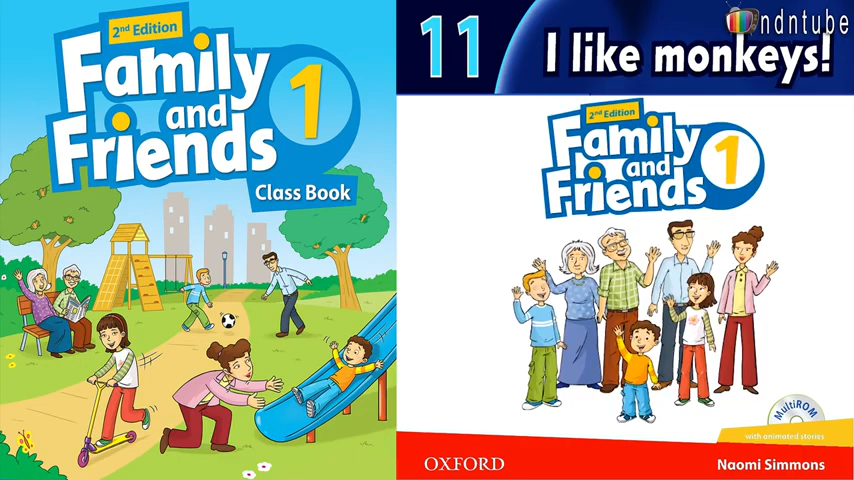 2nd Edition
Family
and
Friends
1
Class Book
11
I like monkeys!
ndntube
2nd Edition
Family
and
Friends
1
MultiROM
with animated stories
OXFORD
Naomi Simmons